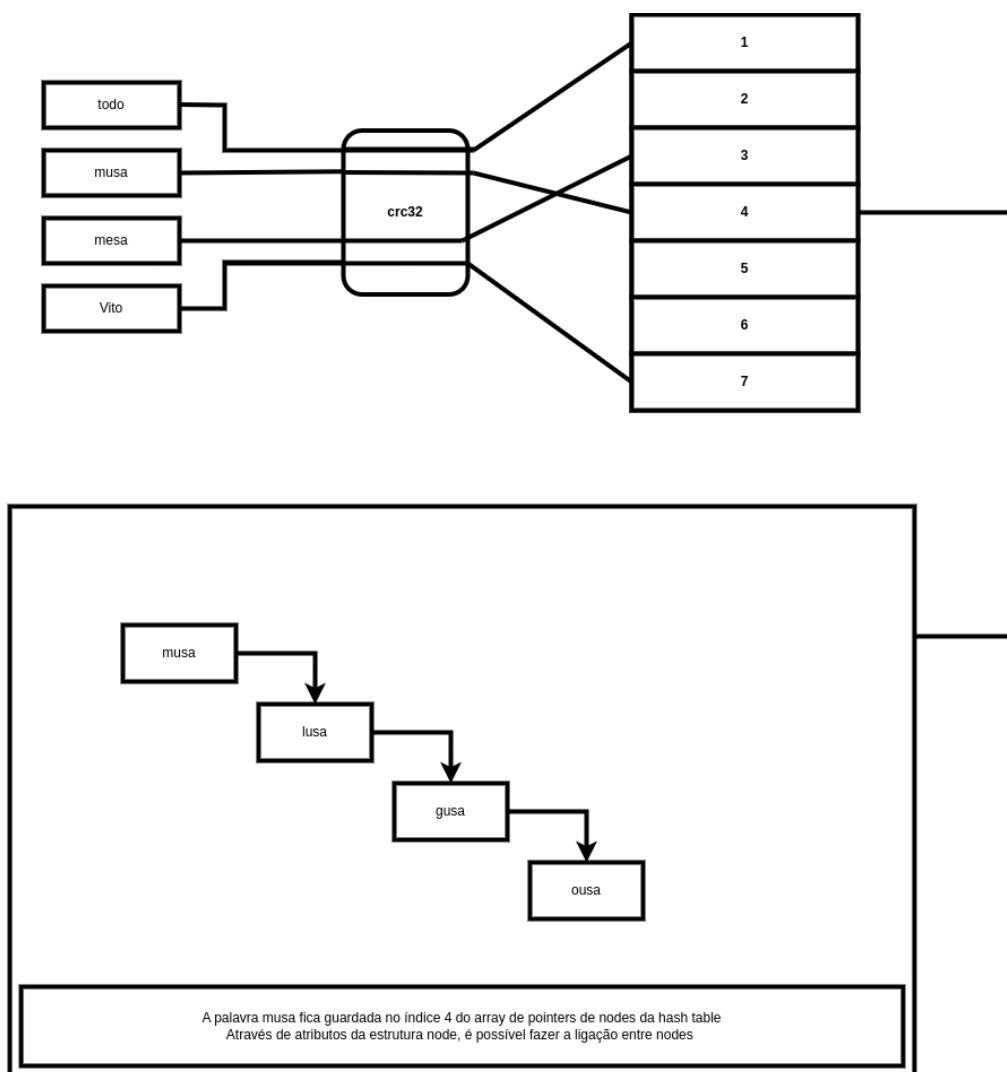 todo
musa
mesa
Vito
crc32
1
2
3
4
5
6
7
musa
lusa
gusa
ousa
A palavra musa fica guardada no índice 4 do array de pointers de nodes da hash table
Através de atributos da estrutura node, é possível fazer a ligação entre nodes